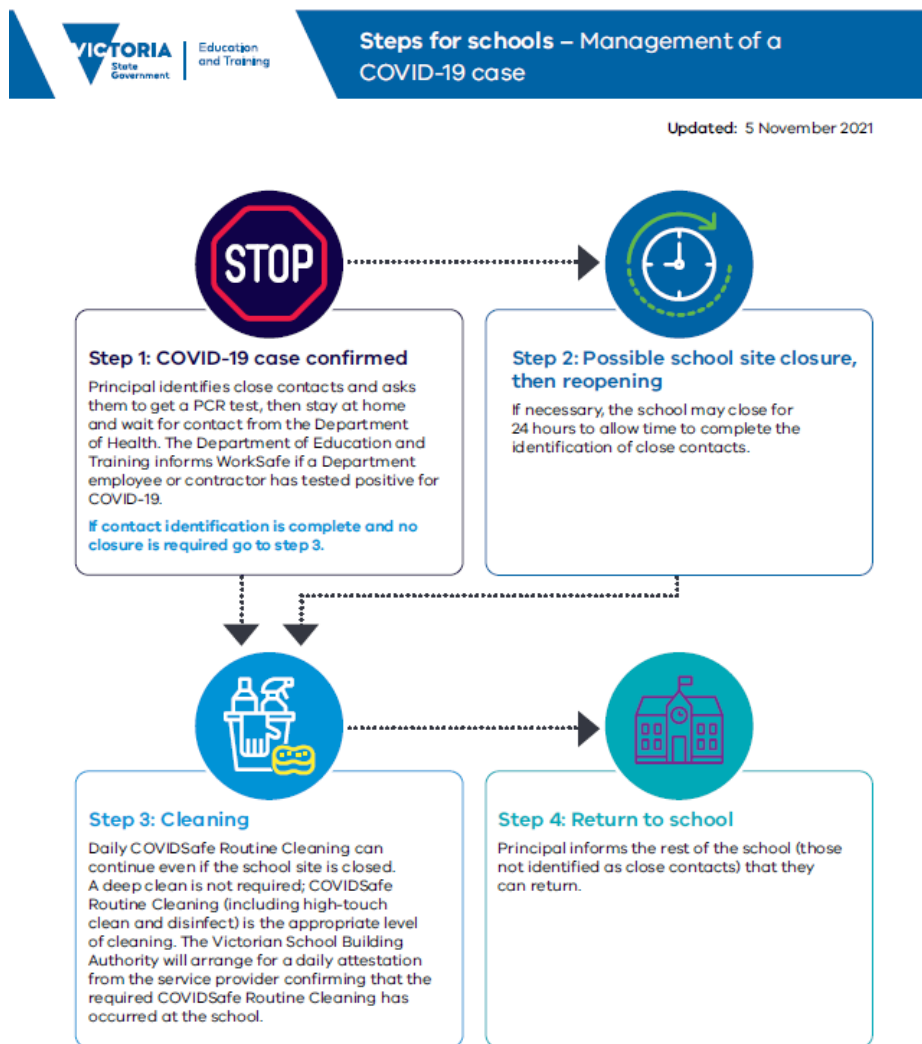 VICTORIA
State
Government
Education
and Training
Steps for schools – Management of a
COVID-19 case
Updated: 5 November 2021
STOP
Step 1: COVID-19 case confirmed
Principal identifies close contacts and asks
them to get a PCR test, then stay at home
and wait for contact from the Department
of Health. The Department of Education and
Training informs WorkSafe if a Department
employee or contractor has tested positive for
COVID-19.
If contact identification is complete and no
closure is required go to step 3.
Step 2: Possible school site closure,
then reopening
If necessary, the school may close for
24 hours to allow time to complete the
identification of close contacts.
Step 3: Cleaning
Daily COVIDSafe Routine Cleaning can
continue even if the school site is closed.
A deep clean is not required; COVIDSafe
Routine Cleaning (including high-touch
clean and disinfect) is the appropriate level
of cleaning. The Victorian School Building
Authority will arrange for a daily attestation
from the service provider confirming that the
required COVIDSafe Routine Cleaning has
occurred at the school.
Step 4: Return to school
Principal informs the rest of the school (those
not identified as close contacts) that they
can return.